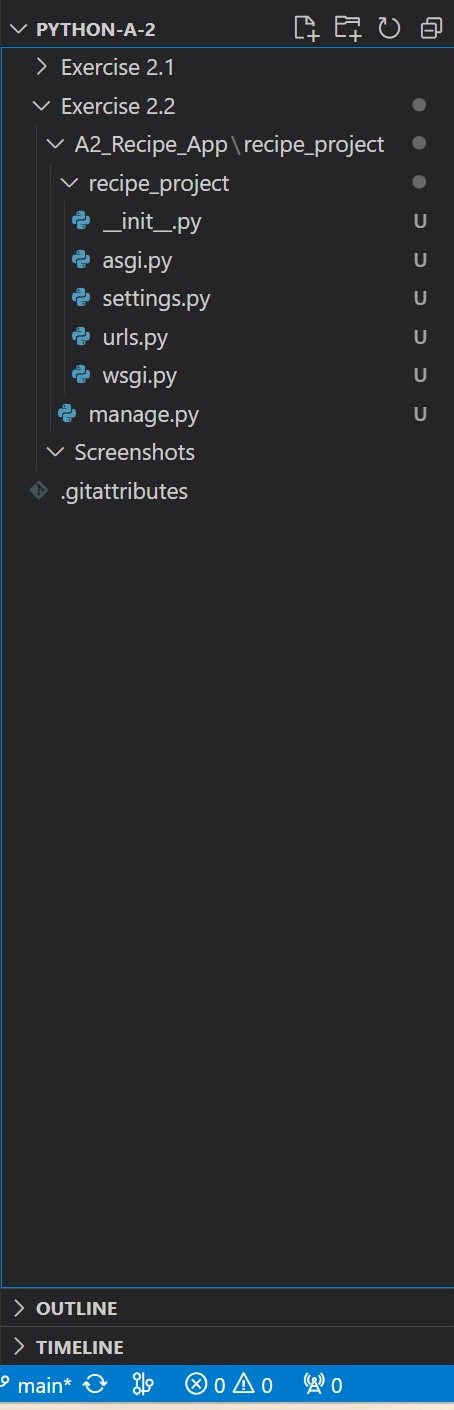 PYTHON-A-2
Exercise 2.1
Exercise 2.2
A2_Recipe_App\recipe_project
recipe_project
__init__.py U
asgi.py U
settings.py U
urls.py U
wsgi.py U
manage.py U
Screenshots
.gitattributes
OUTLINE
TIMELINE
main* 0 0 0